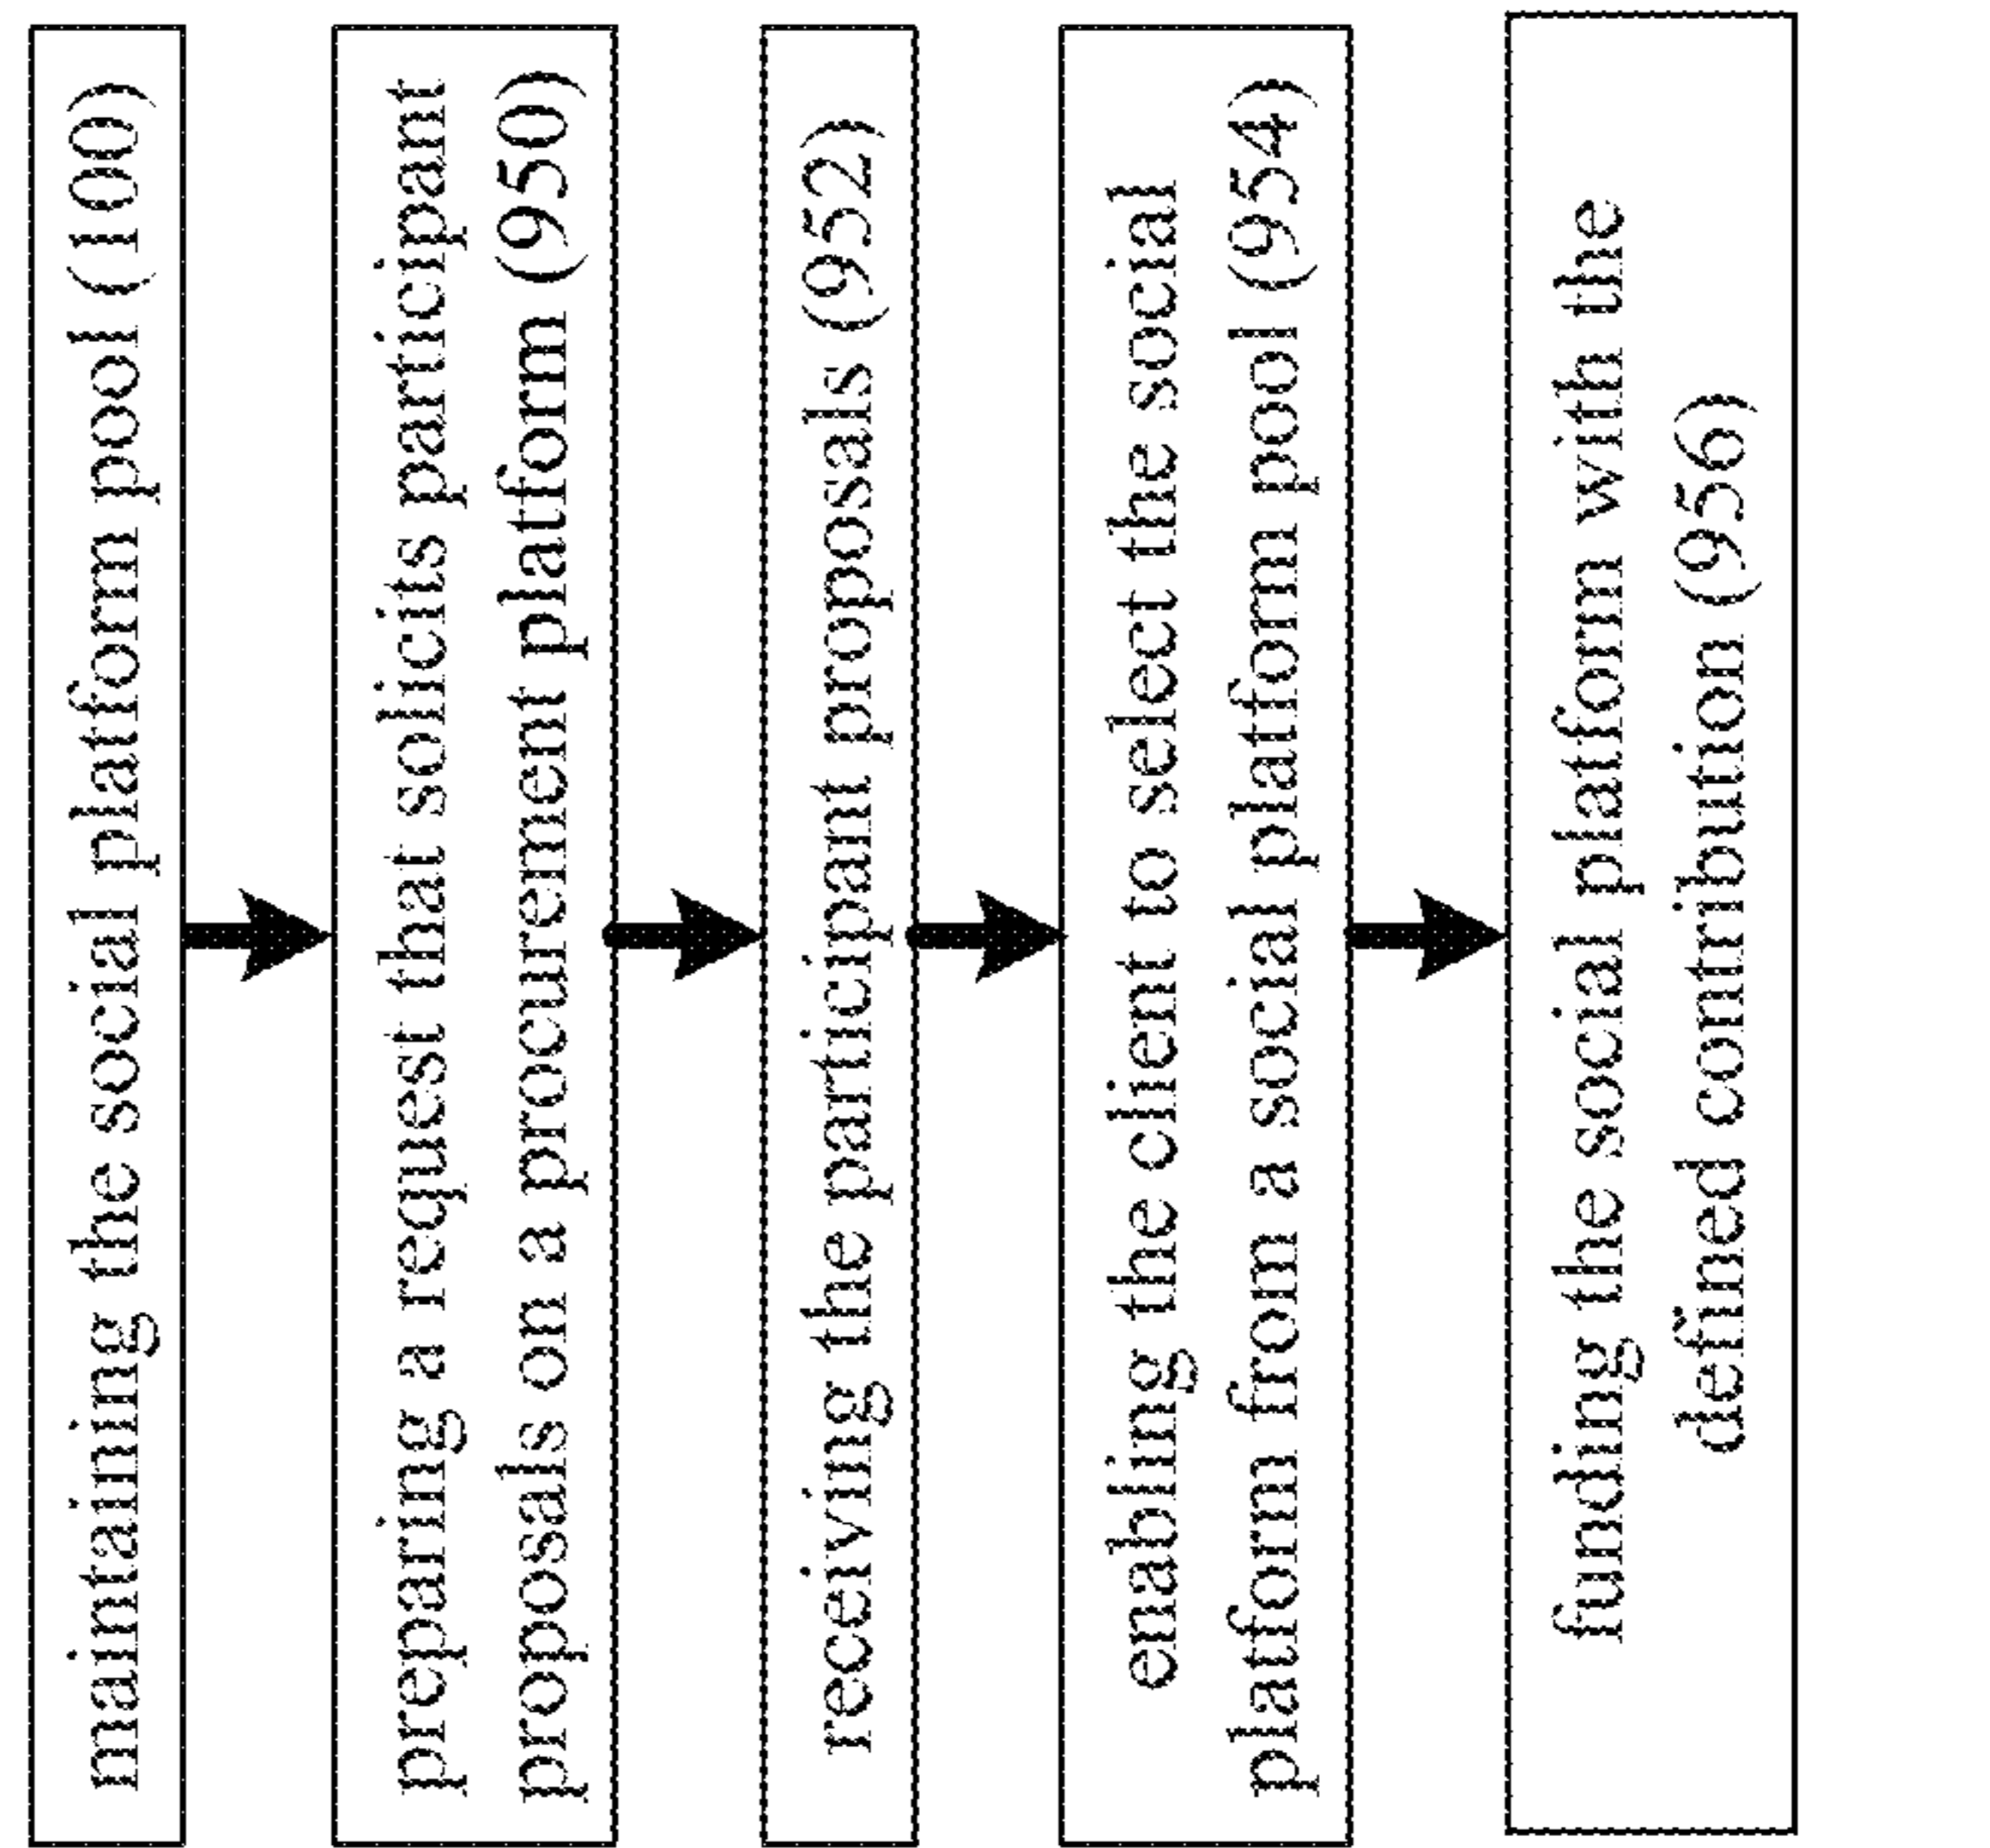 maintaining the social platform pool (100)
preparing a request that solicits participant
proposals on a procurement platform (950)
receiving the participant proposals (952)
enabling the client to select the social
platform from a social platform pool (954)
funding the social platform with the
defined contribution (956)